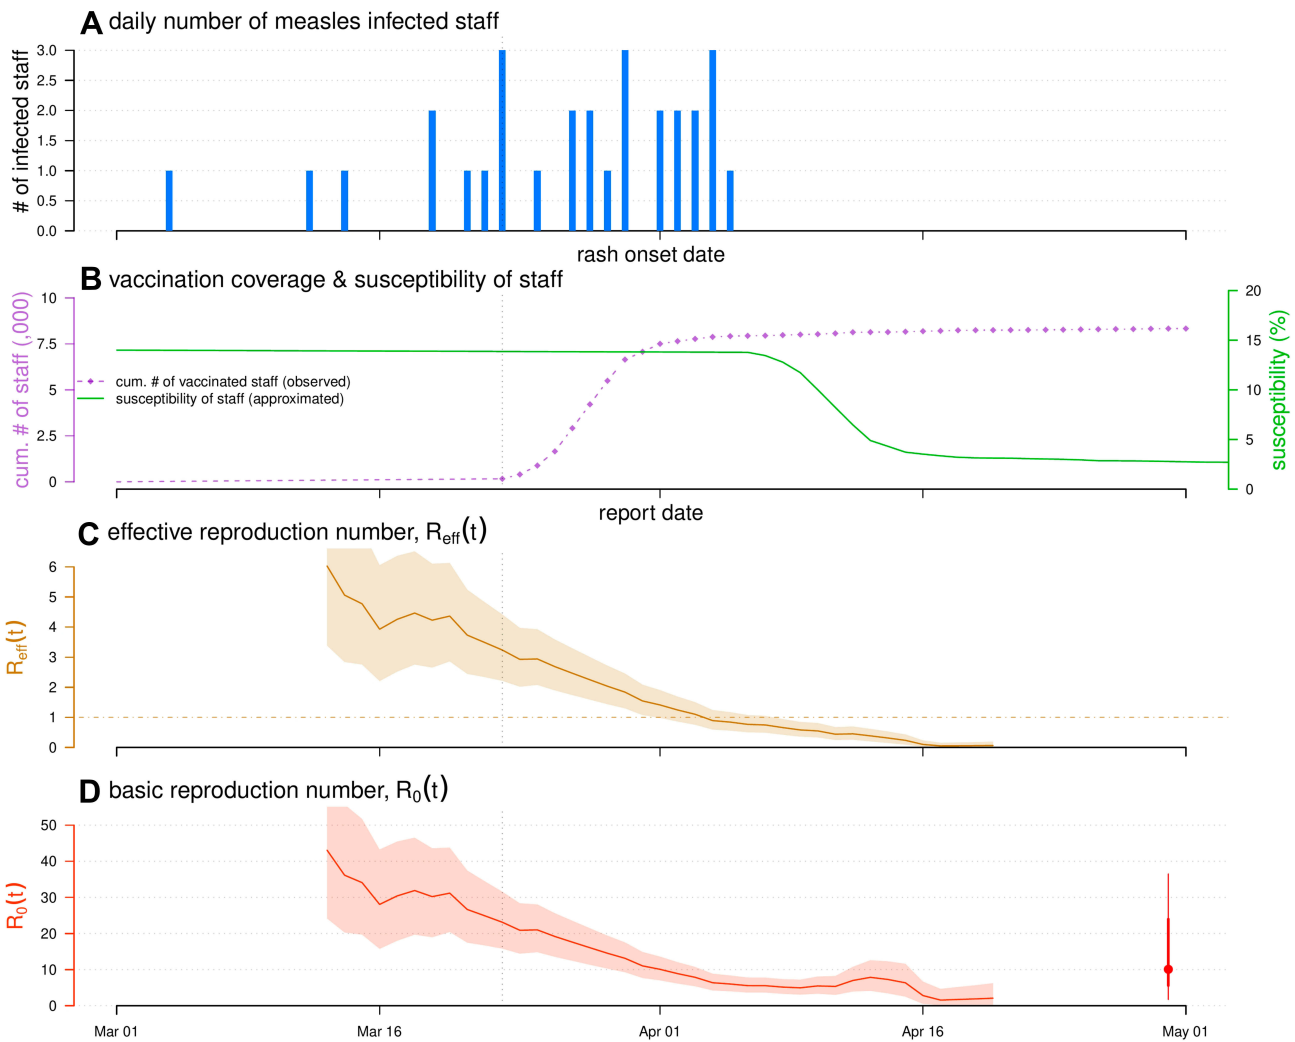 A daily number of measles infected staff
# of infected staff
3.0
2.5
2.0
1.5
1.0
0.5
0.0
rash onset date
B vaccination coverage & susceptibility of staff
cum. # of staff (,000)
10
7.5
5
2.5
0
cum. # of vaccinated staff (observed)
susceptibility of staff (approximated)
20
15
10
5
0
susceptibility (%)
report date
C effective reproduction number, Reff(t)
Reff(t)
6
5
4
3
2
1
0
D basic reproduction number, R0(t)
R0(t)
50
40
30
20
10
0
Mar 01 Mar 16 Apr 01 Apr 16 May 01